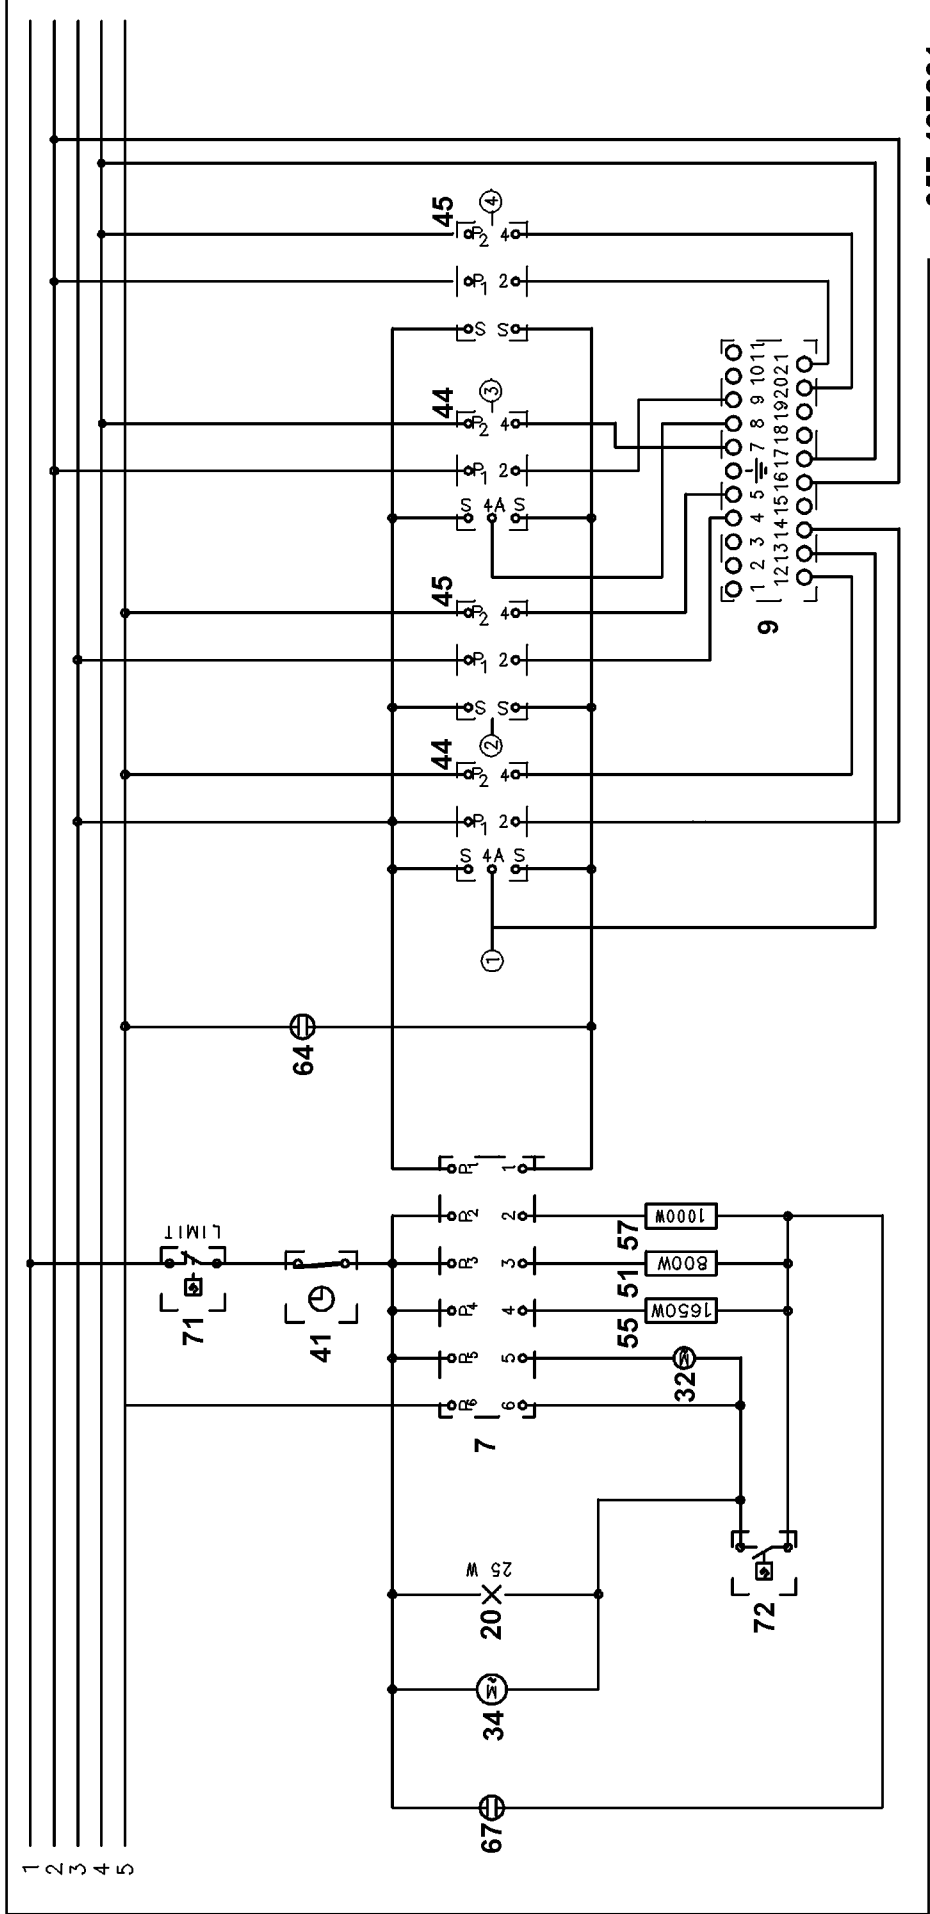 1
2
3
4
5
71
LIMIT
41
64
44 45 44 45
P6 P5 P4 P3 P2 P1 S P1 P2 S P1 P2 S P1 P2 S P1 P2
67 34 20 25 W 7 1 4A 2 4A 3 4
6 5 4 3 2 1 S 2 4 S 2 4 S 2 4 S 2 4
55 51 57
32 M 1650W 800W 1000W
M
72
9
1 2 3 4 5 7 8 9 10 11
12 13 14 15 16 17 18 19 20 21